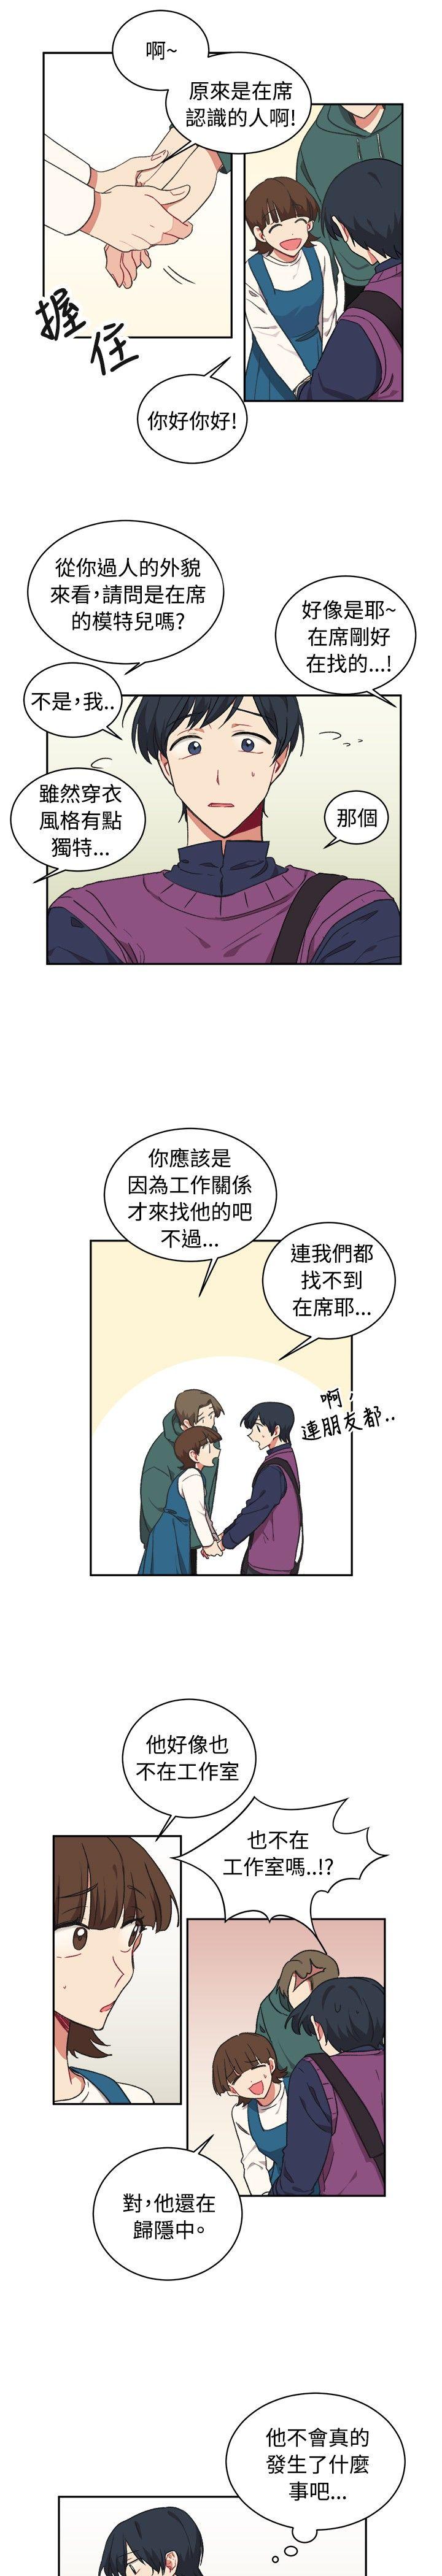 啊~
原來是在席
認識的人啊!
握住
你好你好!
從你過人的外貌
來看,請問是在席
的模特兒嗎?
好像是耶~
在席剛好
在找的...!
不是,我..
雖然穿衣
風格有點
獨特...
那個
你應該是
因為工作關係
才來找他的吧
不過...
連我們都
找不到
在席耶...
啊,
連朋友都..
他好像也
不在工作室
也不在
工作室嗎..!?
對,他還在
歸隱中。
他不會真的
發生了什麼
事吧...